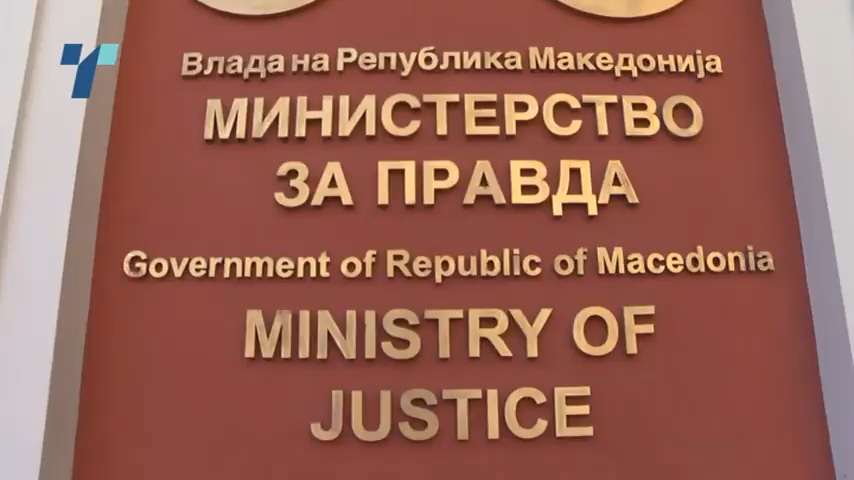 Влада на Република Македонија
МИНИСТЕРСТВО
ЗА ПРАВДА
Government of Republic of Macedonia
MINISTRY OF
JUSTICE